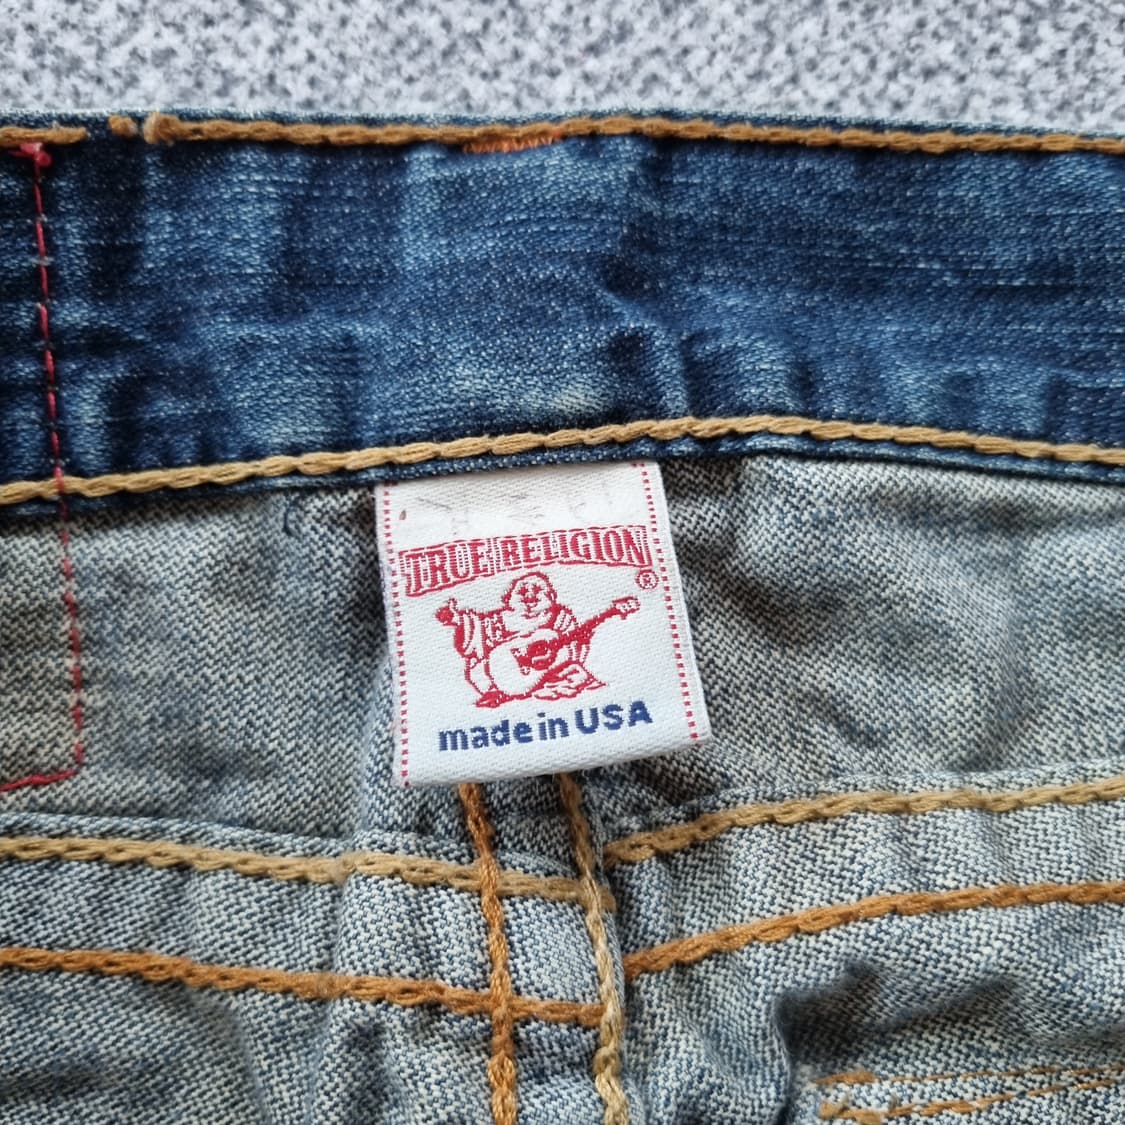 TRUE RELIGION
®
made in USA